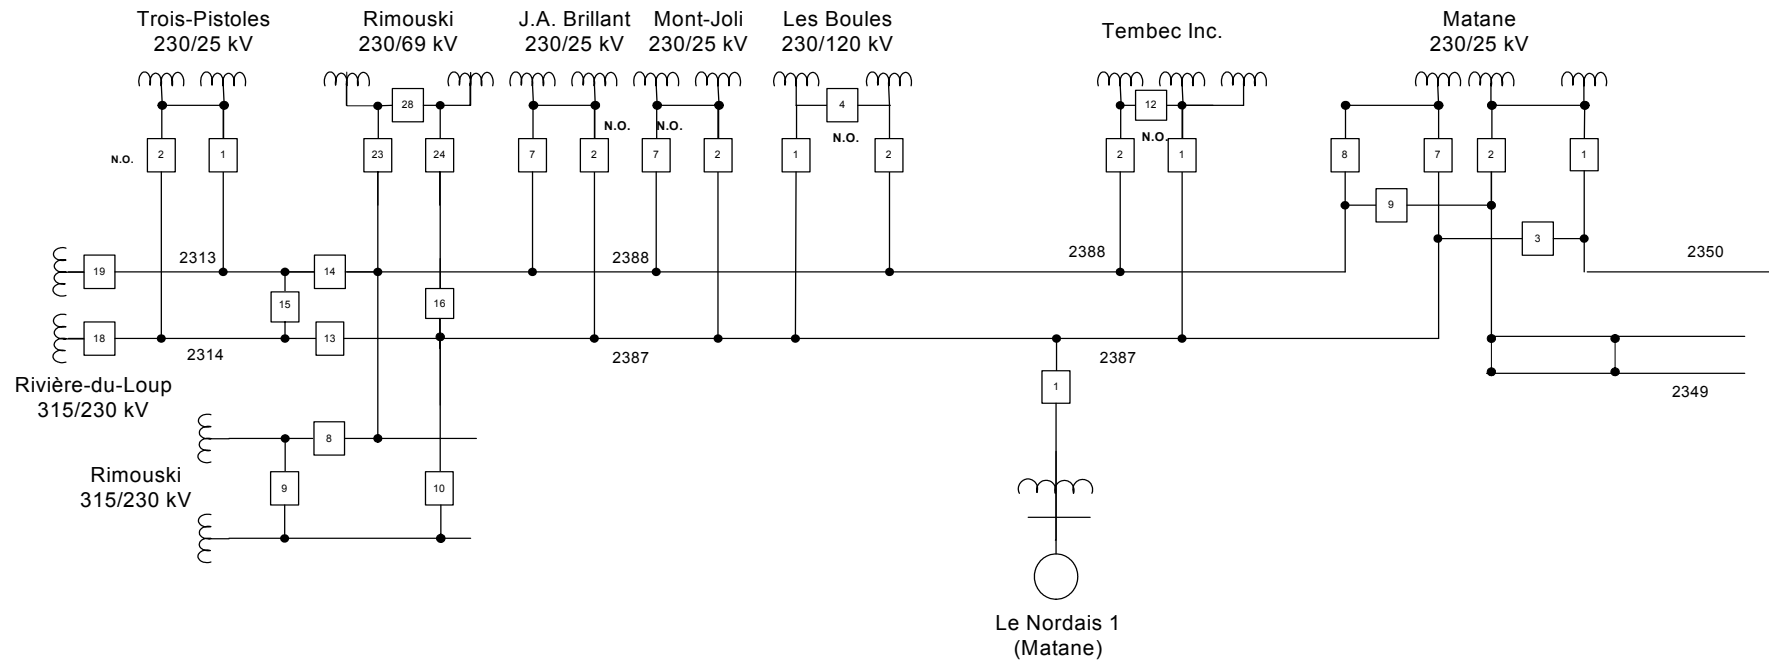 Trois-Pistoles
230/25 kV
Rimouski
230/69 kV
J.A. Brillant
230/25 kV
Mont-Joli
230/25 kV
Les Boules
230/120 kV
Tembec Inc.
Matane
230/25 kV
28
4
12
N.O.
N.O.
N.O.
N.O.
N.O.
2
1
23
24
7
2
7
2
1
2
2
1
8
7
2
1
9
3
2313
2388
2388
2350
19
14
15
16
18
13
2314
2387
2387
2349
Rivière-du-Loup
315/230 kV
1
8
Rimouski
315/230 kV
9
10
Le Nordais 1
(Matane)